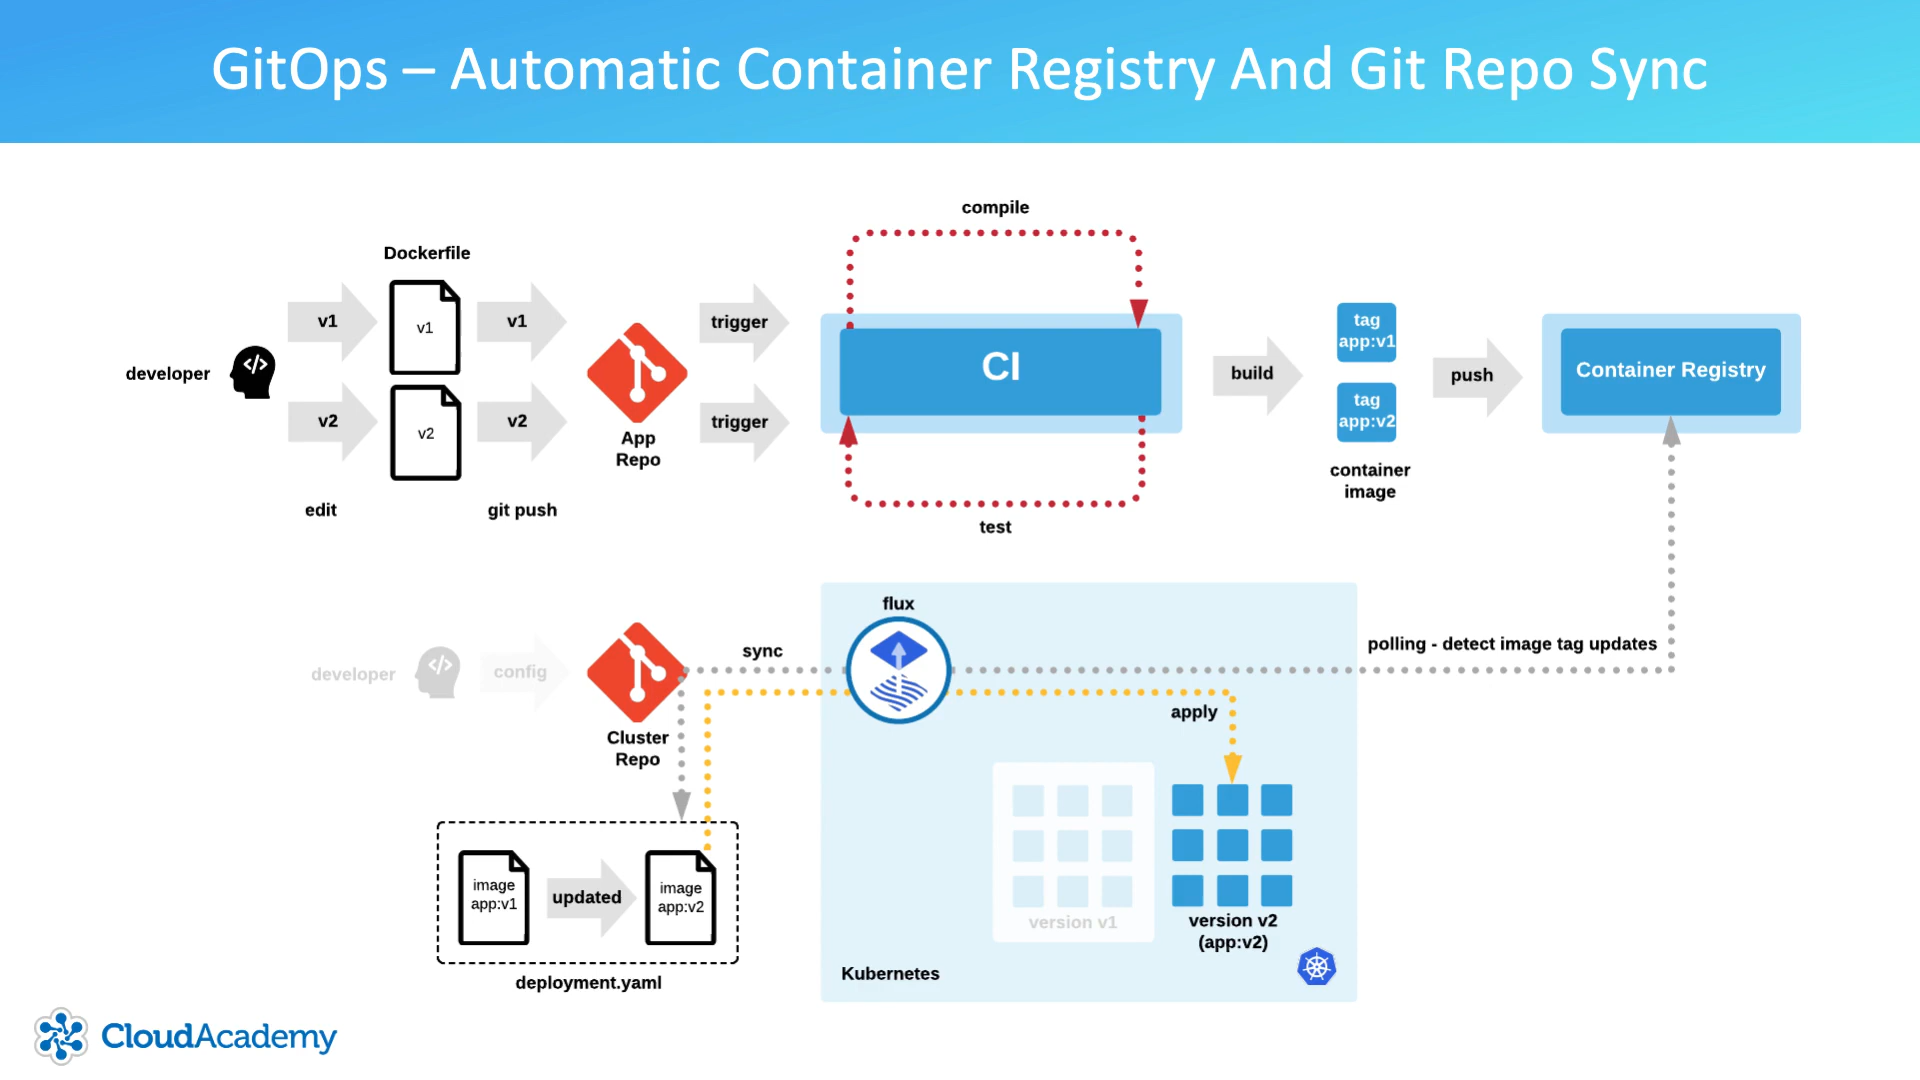 GitOps – Automatic Container Registry And Git Repo Sync
compile
Dockerfile
v1
v1
v1
trigger
tag
app:v1
developer
CI
build
push
Container Registry
v2
v2
v2
trigger
tag
app:v2
App
Repo
container
image
edit
git push
test
flux
developer
config
sync
polling - detect image tag updates
apply
Cluster
Repo
image
app:v1
updated
image
app:v2
version v1
version v2
(app:v2)
deployment.yaml
Kubernetes
CloudAcademy